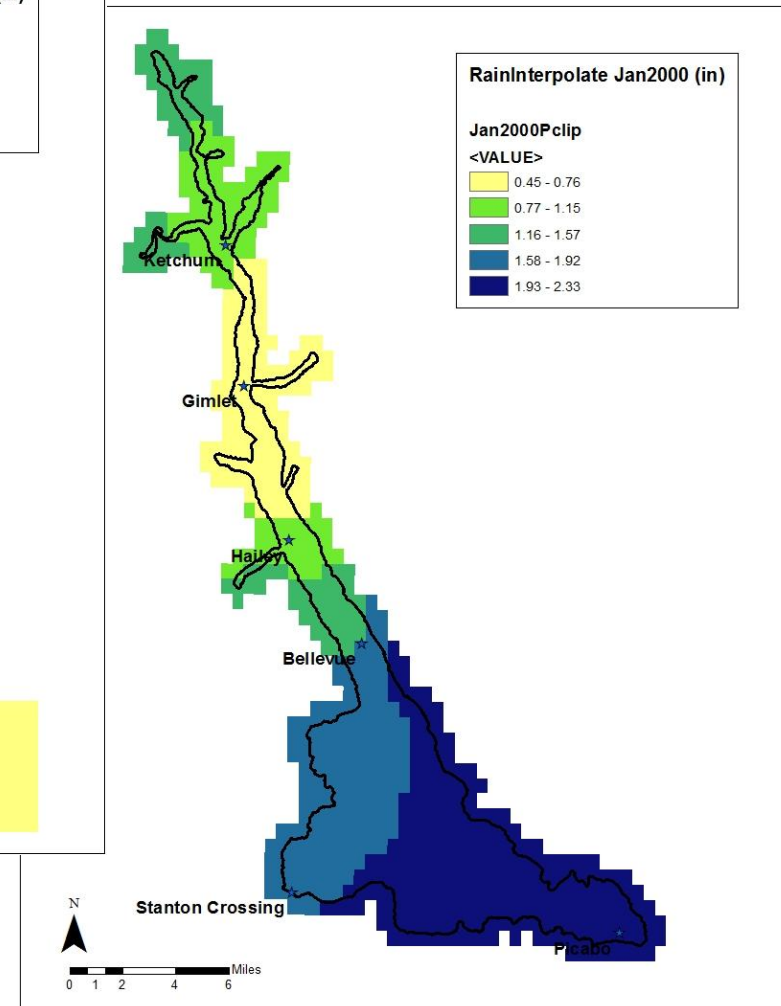 RainInterpolate Jan2000 (in)
Jan2000Pclip
<VALUE>
0.45 - 0.76
0.77 - 1.15
1.16 - 1.57
1.58 - 1.92
1.93 - 2.33
Ketchum
Gimlet
Hailey
Bellevue
Stanton Crossing
Picabo
N
Miles
0 1 2 4 6